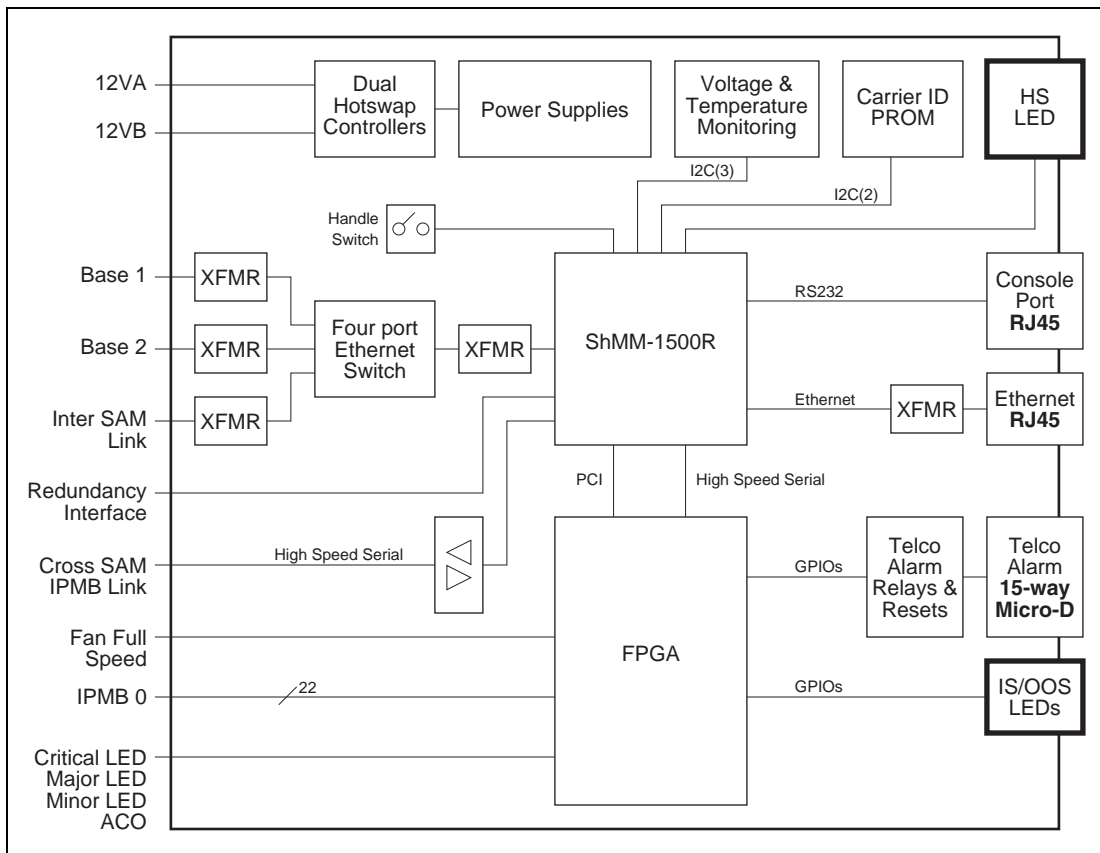 12VA
12VB
Dual
Hotswap
Controllers
Power Supplies
Voltage &
Temperature
Monitoring
Carrier ID
PROM
HS
LED
I2C(3)
I2C(2)
Handle
Switch
Base 1
XFMR
Base 2
XFMR
Inter SAM
Link
XFMR
Four port
Ethernet
Switch
XFMR
ShMM-1500R
RS232
Console
Port
RJ45
Ethernet
XFMR
Ethernet
RJ45
Redundancy
Interface
PCI
High Speed Serial
Cross SAM
IPMB Link
High Speed Serial
Fan Full
Speed
FPGA
GPIOs
Telco
Alarm
Relays &
Resets
Telco
Alarm
15-way
Micro-D
IPMB 0
22
GPIOs
IS/OOS
LEDs
Critical LED
Major LED
Minor LED
ACO